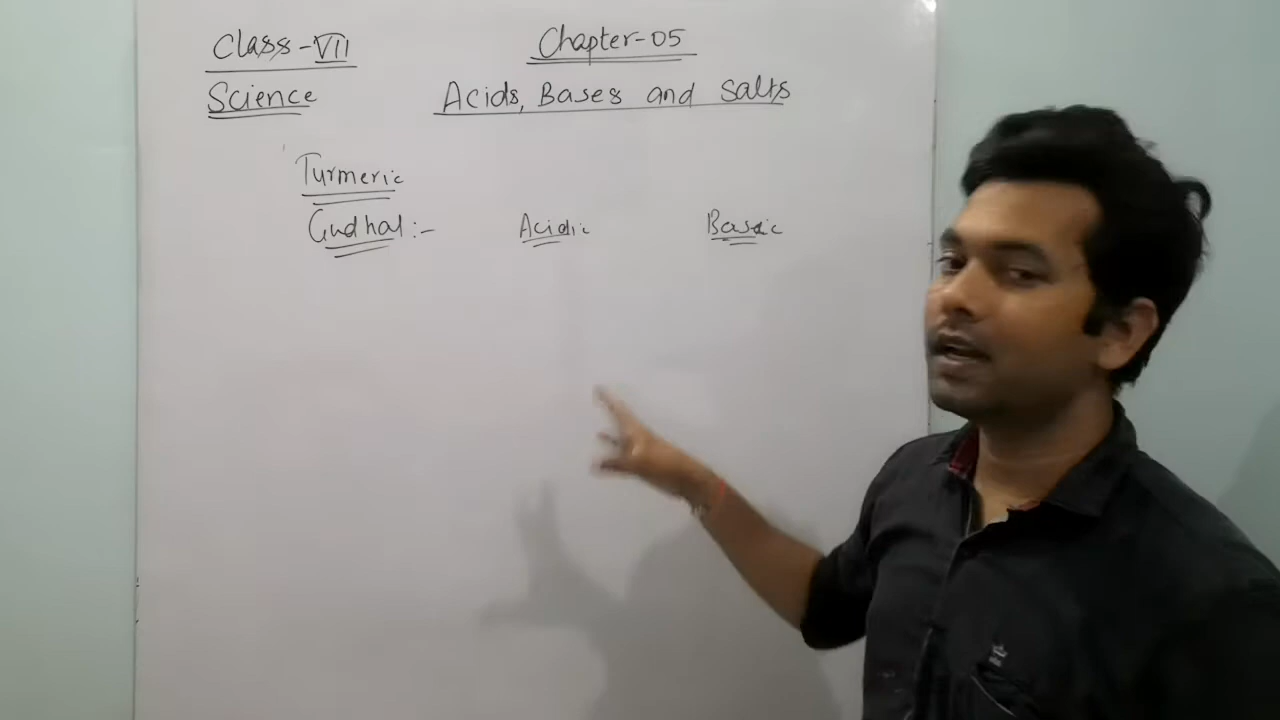 Class-VII
Chapter-05
Science
Acids, Bases and Salts
Turmeric
Gudhal:-
Acidic
Basic